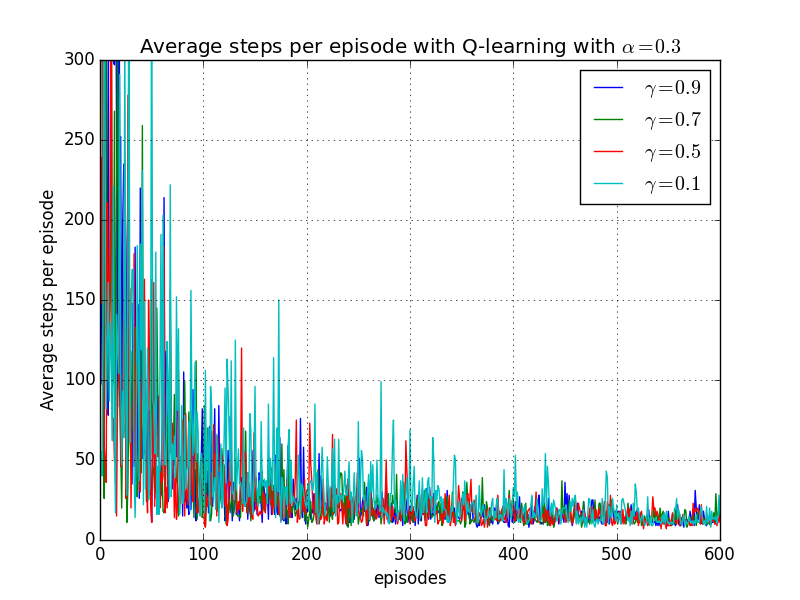 Average steps per episode with Q-learning with α=0.3
300
250
200
150
100
50
0
Average steps per episode
γ=0.9
γ=0.7
γ=0.5
γ=0.1
0 100 200 300 400 500 600
episodes